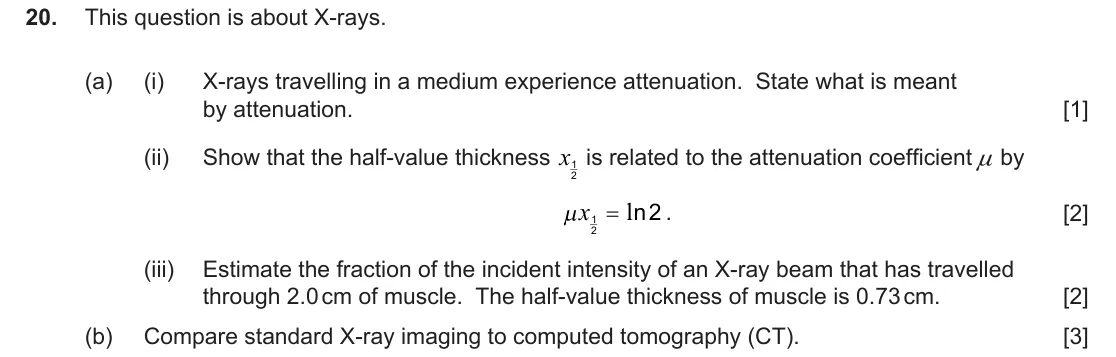 20. This question is about X-rays.
(a) (i) X-rays travelling in a medium experience attenuation. State what is meant
by attenuation. [1]
(ii) Show that the half-value thickness x½ is related to the attenuation coefficient μ by
μx½ = ln2 . [2]
(iii) Estimate the fraction of the incident intensity of an X-ray beam that has travelled
through 2.0 cm of muscle. The half-value thickness of muscle is 0.73 cm. [2]
(b) Compare standard X-ray imaging to computed tomography (CT). [3]